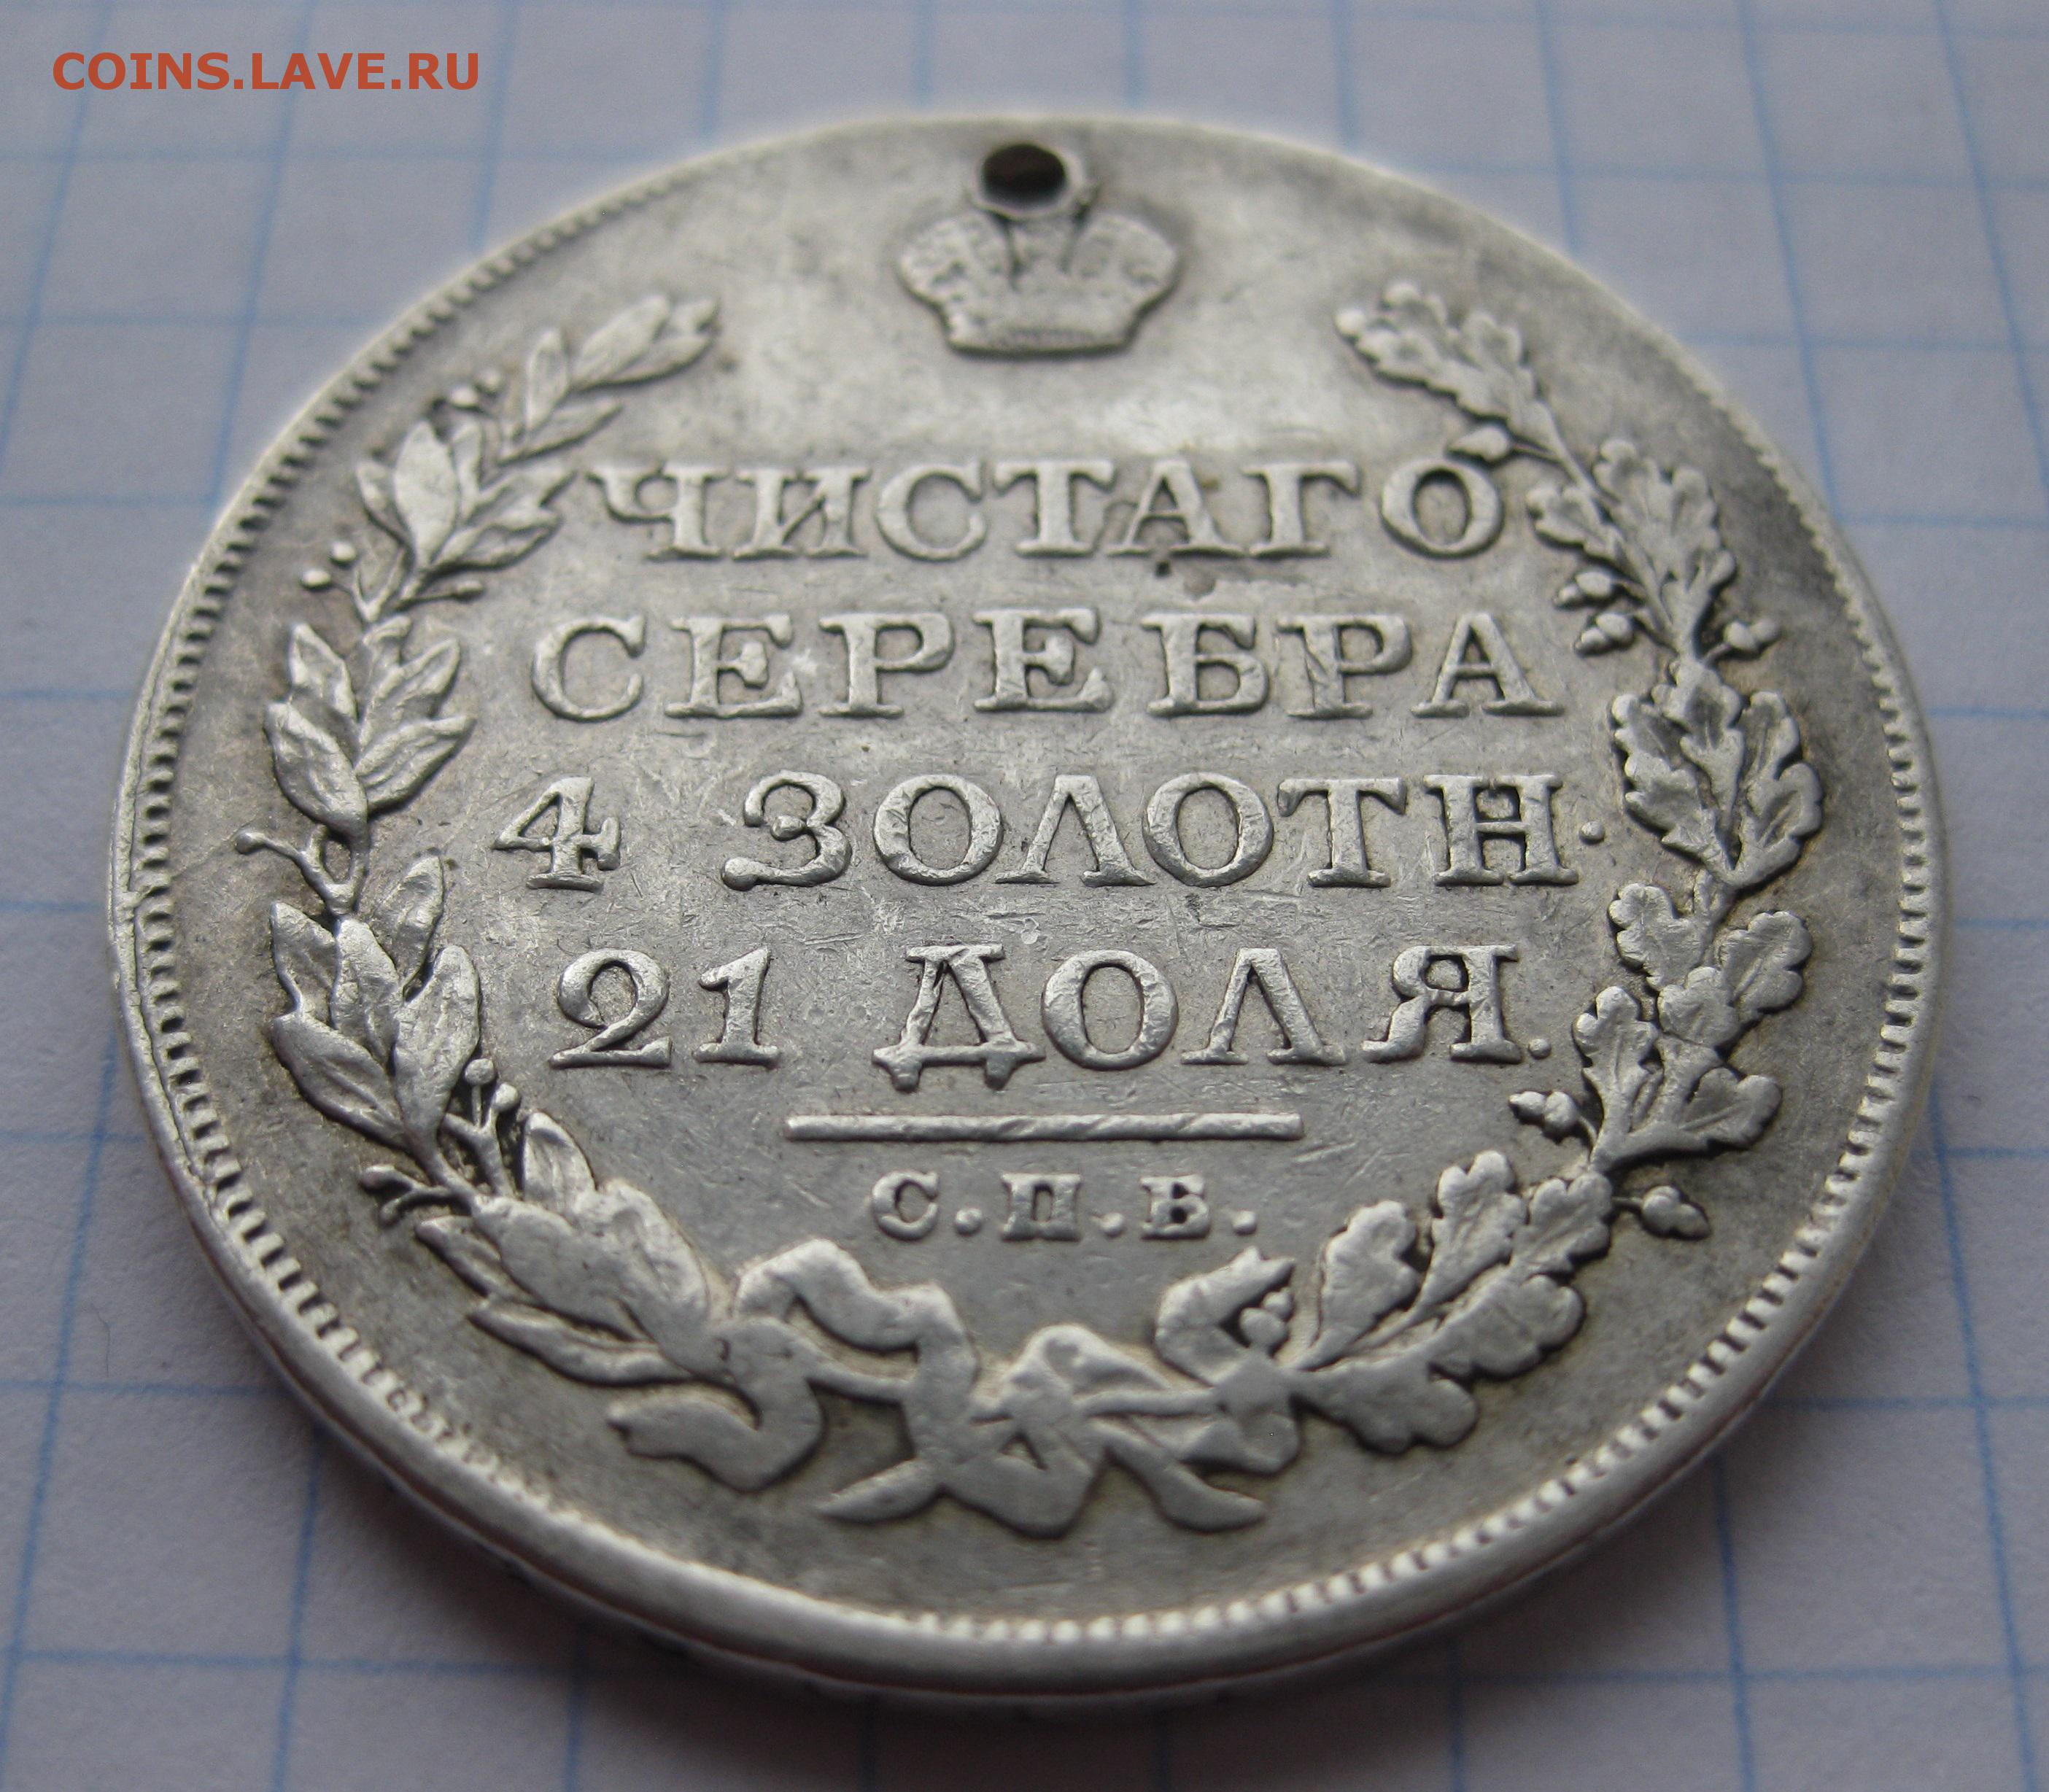 COINS.LAVE.RU
ЧИСТАГО
СЕРЕБРА
4 ЗОЛОТН.
21 ДОЛЯ.
С.П.Б.